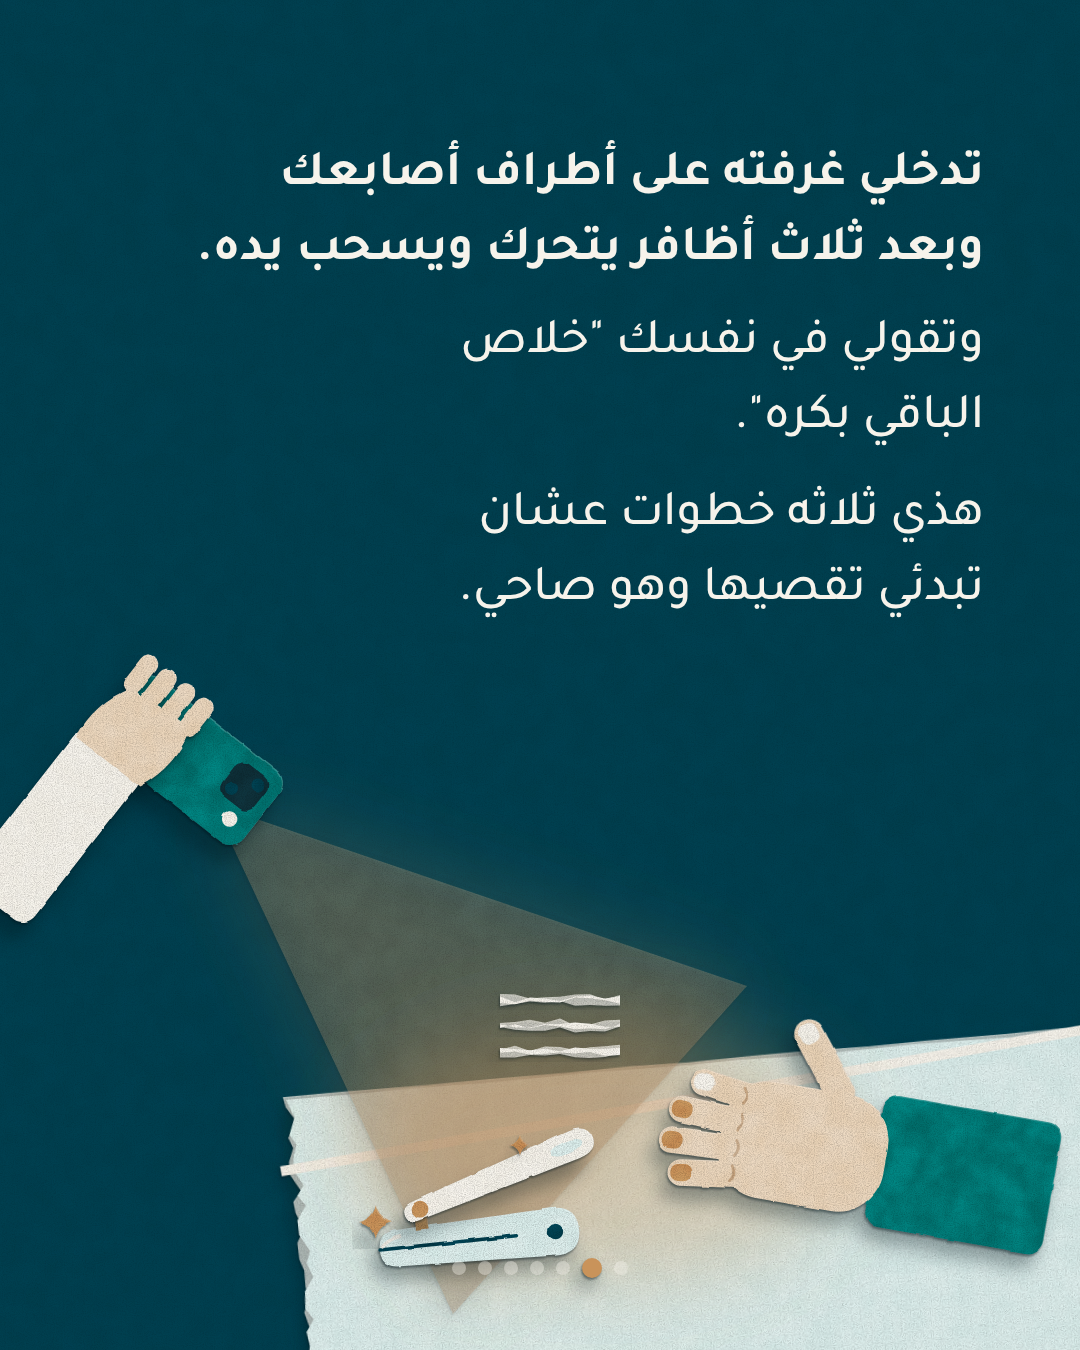 تدخلي غرفته على أطراف أصابعك
وبعد ثلاث أظافر يتحرك ويسحب يده.
وتقولي في نفسك "خلاص
الباقي بكره".
هذي ثلاثه خطوات عشان
تبدئي تقصيها وهو صاحي.